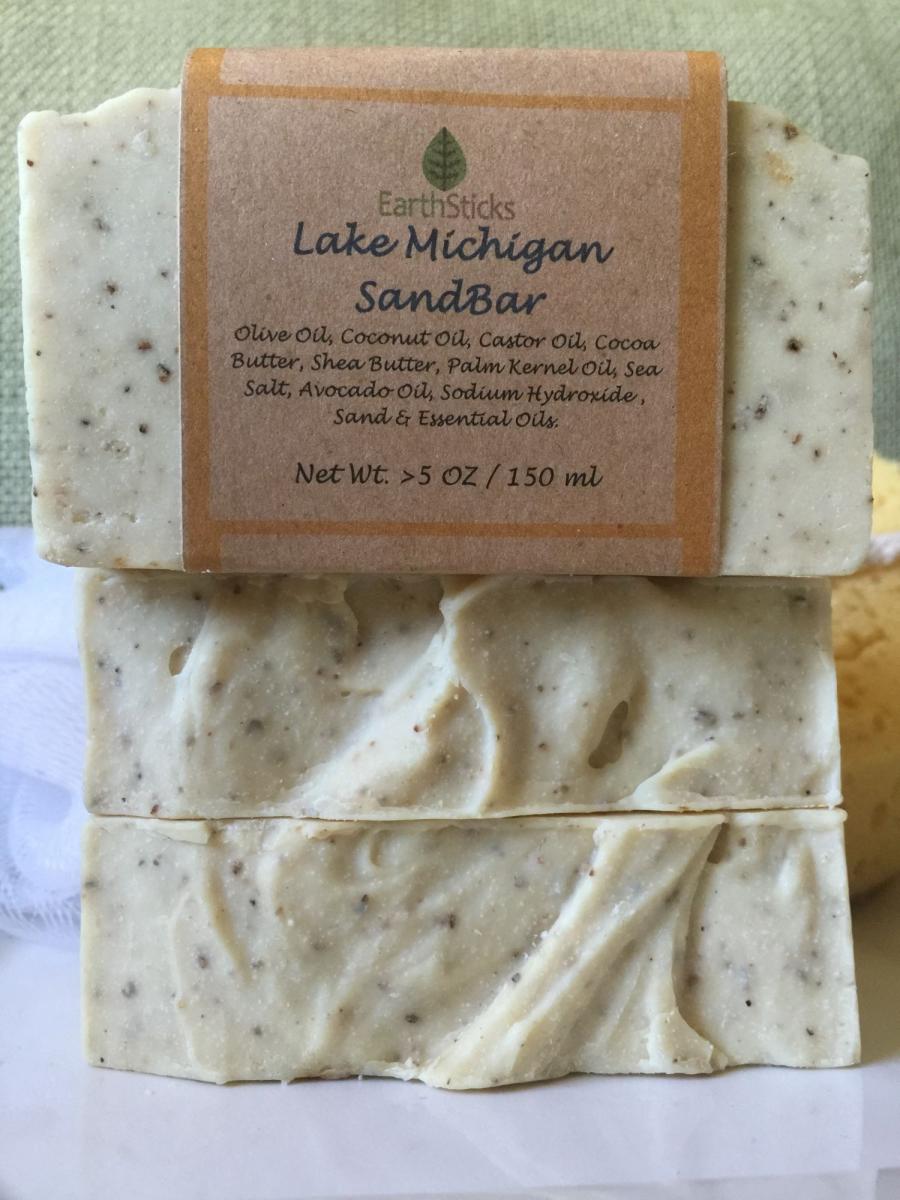 EarthSticks
Lake Michigan
SandBar
Olive Oil, Coconut Oil, Castor Oil, Cocoa
Butter, Shea Butter, Palm Kernel Oil, Sea
Salt, Avocado Oil, Sodium Hydroxide ,
Sand & Essential Oils.
Net Wt. >5 OZ / 150 ml